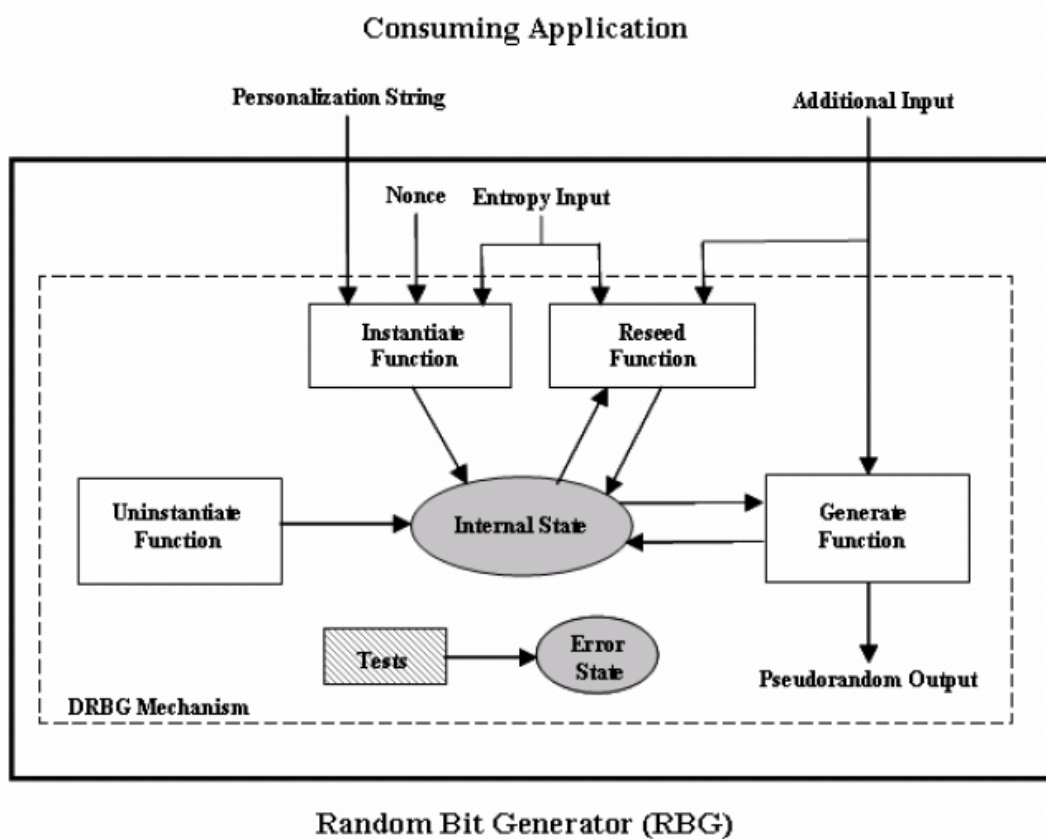 Consuming Application
Personalization String
Additional Input
Nonce
Entropy Input
Instantiate
Function
Reseed
Function
Uninstantiate
Function
Internal State
Generate
Function
Tests
Error
State
Pseudorandom Output
DRBG Mechanism
Random Bit Generator (RBG)